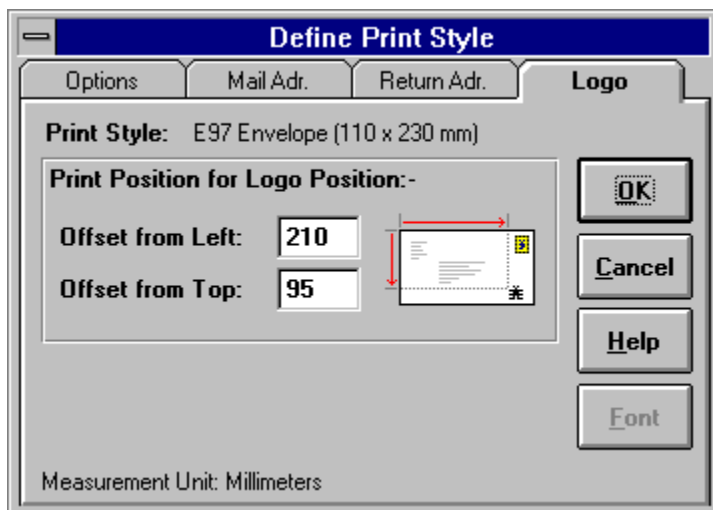 Define Print Style
Options Mail Adr. Return Adr. Logo
Print Style: E97 Envelope (110 x 230 mm)
Print Position for Logo Position:-
OK
Offset from Left: 210
Cancel
Offset from Top: 95
Help
Font
Measurement Unit: Millimeters